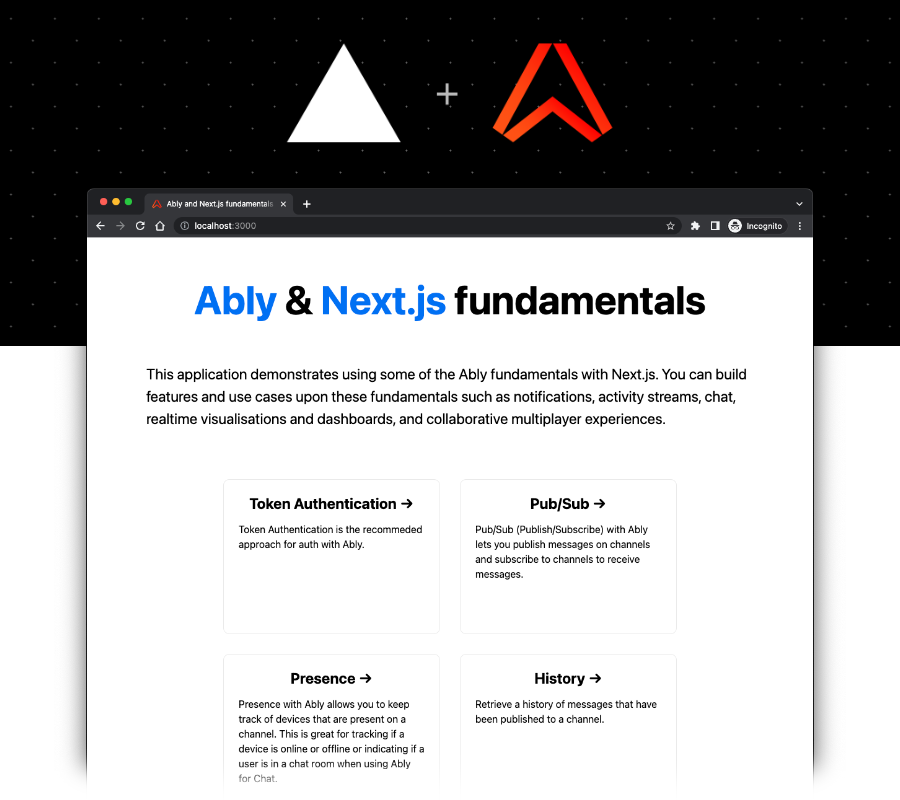 +
Ably and Next.js fundamentals
localhost:3000
Incognito
Ably & Next.js fundamentals
This application demonstrates using some of the Ably fundamentals with Next.js. You can build
features and use cases upon these fundamentals such as notifications, activity streams, chat,
realtime visualisations and dashboards, and collaborative multiplayer experiences.
Token Authentication →
Token Authentication is the recommeded
approach for auth with Ably.
Pub/Sub →
Pub/Sub (Publish/Subscribe) with Ably
lets you publish messages on channels
and subscribe to channels to receive
messages.
Presence →
Presence with Ably allows you to keep
track of devices that are present on a
channel. This is great for tracking if a
device is online or offline or indicating if a
user is in a chat room when using Ably
for Chat.
History →
Retrieve a history of messages that have
been published to a channel.